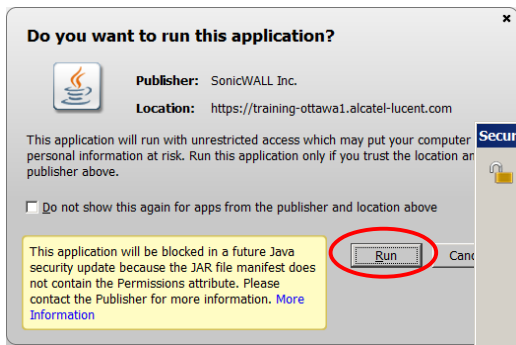 Do you want to run this application?
Publisher: SonicWALL Inc.
Location: https://training-ottawa1.alcatel-lucent.com
This application will run with unrestricted access which may put your computer
personal information at risk. Run this application only if you trust the location
publisher above.
Do not show this again for apps from the publisher and location above
This application will be blocked in a future Java
security update because the JAR file manifest does
not contain the Permissions attribute. Please
contact the Publisher for more information. More
Information
Run